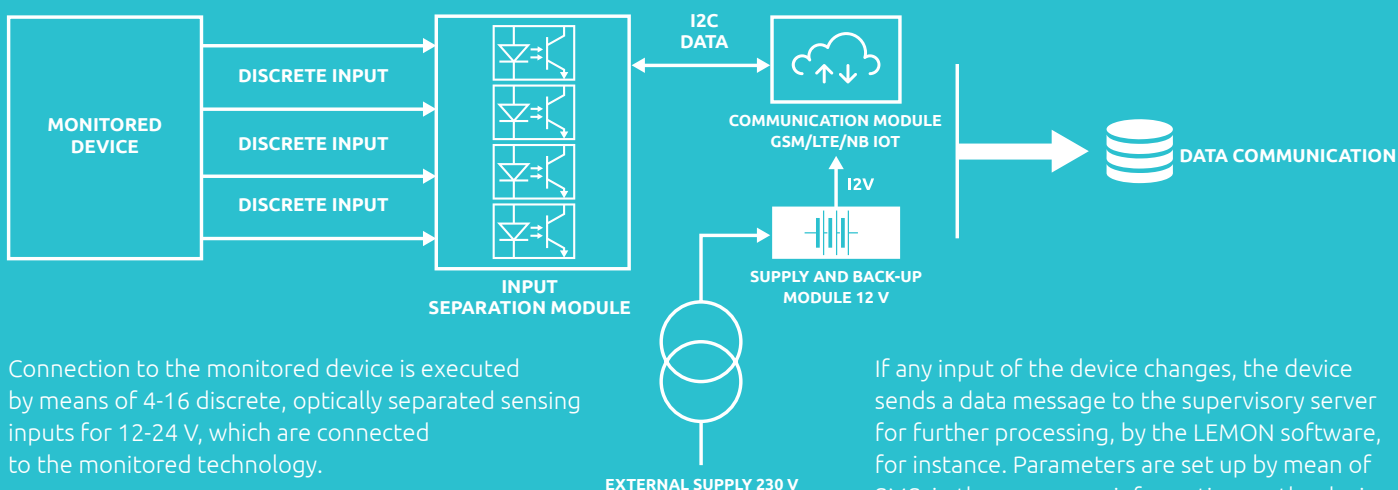 I2C
DATA
DISCRETE INPUT
MONITORED
DEVICE
DISCRETE INPUT
DISCRETE INPUT
COMMUNICATION MODULE
GSM/LTE/NB IOT
DATA COMMUNICATION
I2V
SUPPLY AND BACK-UP
MODULE 12 V
INPUT
SEPARATION MODULE
Connection to the monitored device is executed
by means of 4-16 discrete, optically separated sensing
inputs for 12-24 V, which are connected
to the monitored technology.
EXTERNAL SUPPLY 230 V
If any input of the device changes, the device
sends a data message to the supervisory server
for further processing, by the LEMON software,
for instance. Parameters are set up by mean of